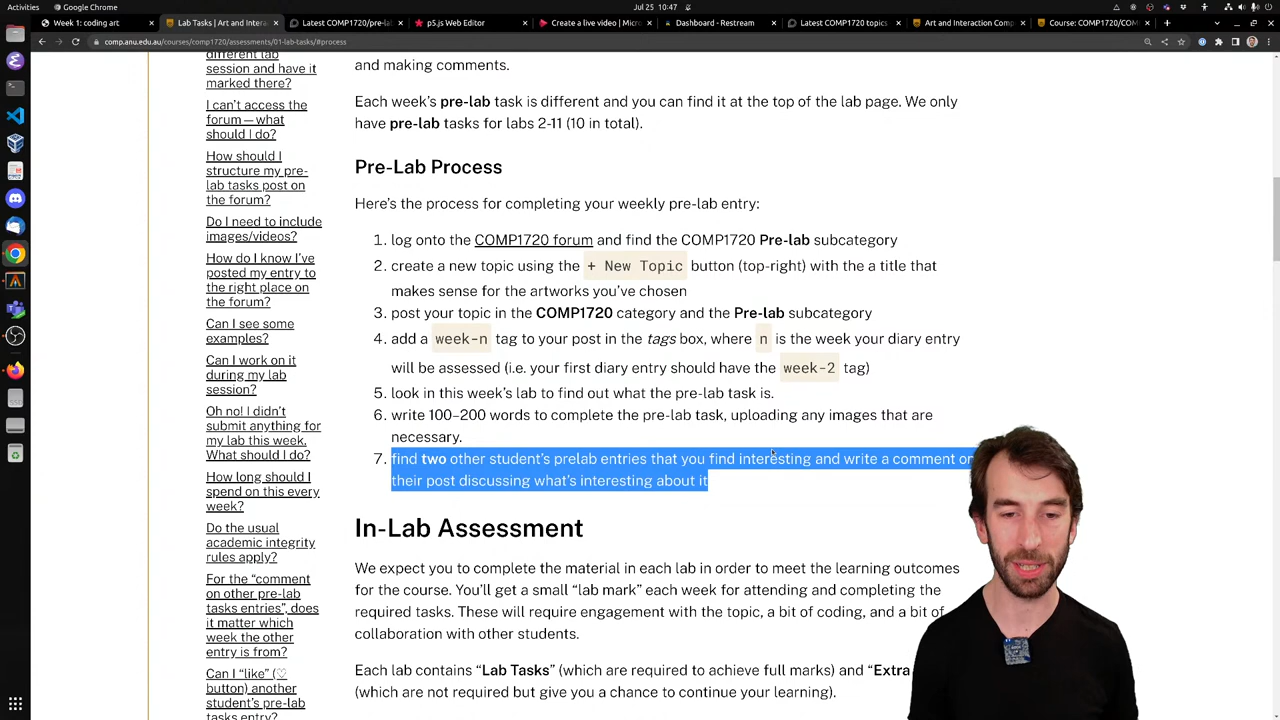 Activities
Google Chrome
21 Jul 10:47
Week 1: coding art
Lab Tasks | Art and Intera
Latest COMP1720/pre-lab
p5.js Web Editor
Create a live video | Micros
Dashboard - Restream
Latest COMP1720 topics
Art and Interaction Comp
Course: COMP1720/COM
comp.anu.edu.au/courses/comp1720/assessments/01-lab-tasks/#process
different lab
session and have it
marked there?
I can't access the
forum—what
should I do?
How should I
structure my pre-
lab tasks post on
the forum?
Do I need to include
images/videos?
How do I know I've
posted my entry to
the right place on
the forum?
Can I see some
examples?
Can I work on it
during my lab
session?
Oh no! I didn't
submit anything for
my lab this week.
What should I do?
How long should I
spend on this every
week?
Do the usual
academic integrity
rules apply?
For the "comment
on other pre-lab
tasks entries", does
it matter which
week the other
entry is from?
Can I "like" (♡
button) another
student's pre-lab
tasks entry?
and making comments.
Each week's pre-lab task is different and you can find it at the top of the lab page. We only
have pre-lab tasks for labs 2-11 (10 in total).
Pre-Lab Process
Here's the process for completing your weekly pre-lab entry:
1. log onto the COMP1720 forum and find the COMP1720 Pre-lab subcategory
2. create a new topic using the + New Topic button (top-right) with the a title that
makes sense for the artworks you've chosen
3. post your topic in the COMP1720 category and the Pre-lab subcategory
4. add a week-n tag to your post in the tags box, where n is the week your diary entry
will be assessed (i.e. your first diary entry should have the week-2 tag)
5. look in this week's lab to find out what the pre-lab task is.
6. write 100–200 words to complete the pre-lab task, uploading any images that are
necessary.
7. find two other student's prelab entries that you find interesting and write a comment on
their post discussing what's interesting about it
In-Lab Assessment
We expect you to complete the material in each lab in order to meet the learning outcomes
for the course. You'll get a small "lab mark" each week for attending and completing the
required tasks. These will require engagement with the topic, a bit of coding, and a bit of
collaboration with other students.
Each lab contains "Lab Tasks" (which are required to achieve full marks) and "Extra
(which are not required but give you a chance to continue your learning).